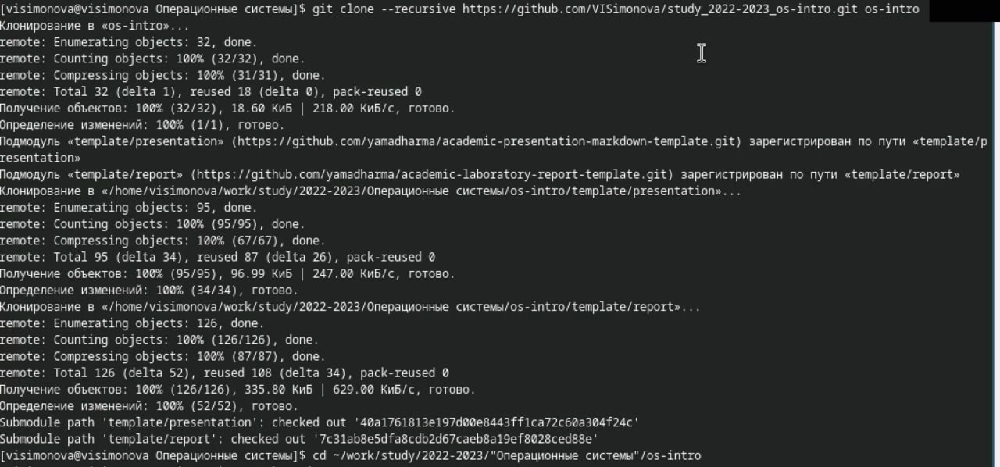 [visimonova@visimonova Операционные системы]$ git clone --recursive https://github.com/VISimonova/study_2022-2023_os-intro.git os-intro
Клонирование в «os-intro»...
remote: Enumerating objects: 32, done.
remote: Counting objects: 100% (32/32), done.
remote: Compressing objects: 100% (31/31), done.
remote: Total 32 (delta 1), reused 18 (delta 0), pack-reused 0
Получение объектов: 100% (32/32), 18.60 КиБ | 218.00 КиБ/с, готово.
Определение изменений: 100% (1/1), готово.
Подмодуль «template/presentation» (https://github.com/yamadharma/academic-presentation-markdown-template.git) зарегистрирован по пути «template/p
resentation»
Подмодуль «template/report» (https://github.com/yamadharma/academic-laboratory-report-template.git) зарегистрирован по пути «template/report»
Клонирование в «/home/visimonova/work/study/2022-2023/Операционные системы/os-intro/template/presentation»...
remote: Enumerating objects: 95, done.
remote: Counting objects: 100% (95/95), done.
remote: Compressing objects: 100% (67/67), done.
remote: Total 95 (delta 34), reused 87 (delta 26), pack-reused 0
Получение объектов: 100% (95/95), 96.99 КиБ | 247.00 КиБ/с, готово.
Определение изменений: 100% (34/34), готово.
Клонирование в «/home/visimonova/work/study/2022-2023/Операционные системы/os-intro/template/report»...
remote: Enumerating objects: 126, done.
remote: Counting objects: 100% (126/126), done.
remote: Compressing objects: 100% (87/87), done.
remote: Total 126 (delta 52), reused 108 (delta 34), pack-reused 0
Получение объектов: 100% (126/126), 335.80 КиБ | 629.00 КиБ/с, готово.
Определение изменений: 100% (52/52), готово.
Submodule path 'template/presentation': checked out '40a1761813e197d00e8443ff1ca72c60a304f24c'
Submodule path 'template/report': checked out '7c31ab8e5dfa8cdb2d67caeb8a19ef8028ced88e'
[visimonova@visimonova Операционные системы]$ cd ~/work/study/2022-2023/"Операционные системы"/os-intro